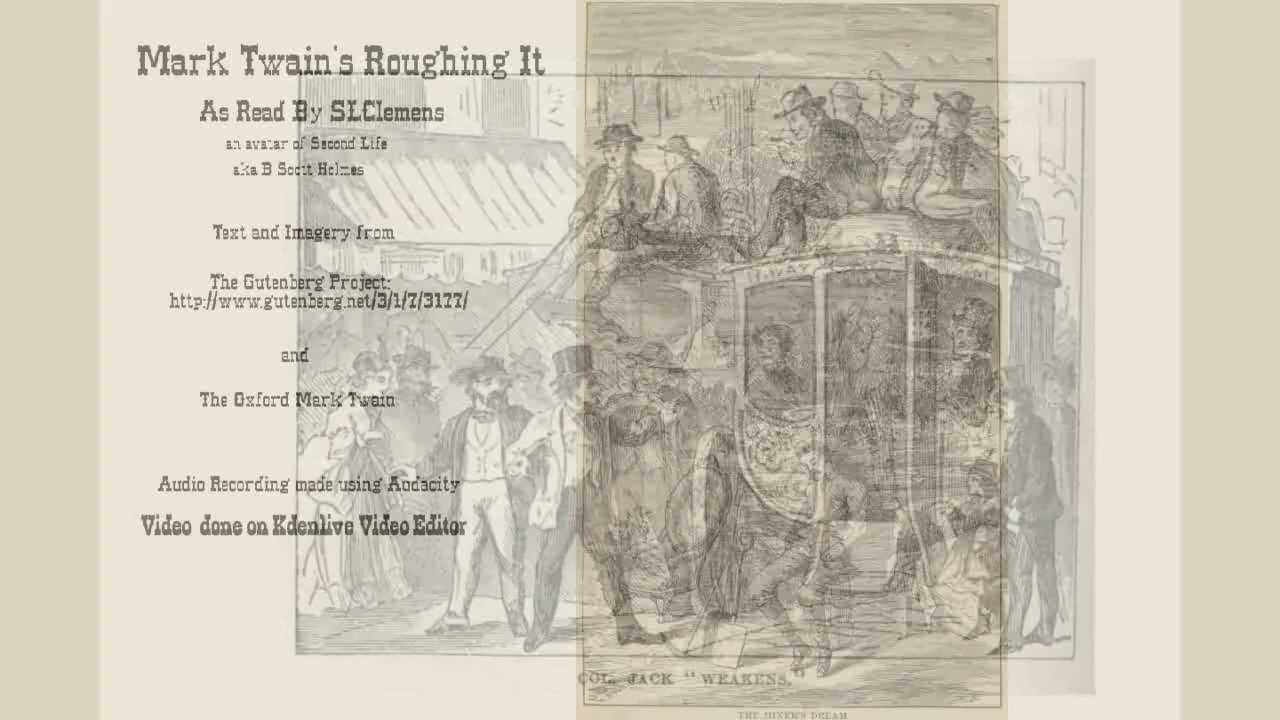 Mark Twain's Roughing It
As Read By SLClemens
an avatar of Second Life
aka B Scott Holmes
Text and Imagery from
The Gutenberg Project:
http://www.gutenberg.net/3/1/7/3177/
and
The Oxford Mark Twain
Audio Recording made using Audacity
Video done on Kdenlive Video Editor
COL. JACK "WEAKENS."
THE MINER'S DREAM